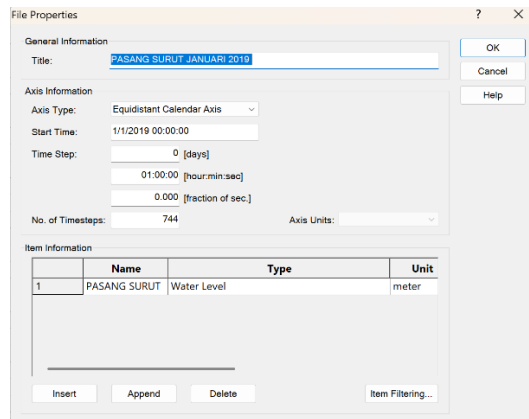 File Properties ? ×
General Information
Title: PASANG SURUT JANUARI 2019
OK
Cancel
Help
Axis Information
Axis Type: Equidistant Calendar Axis
Start Time: 1/1/2019 00:00:00
Time Step: 0 [days]
01:00:00 [hour:min:sec]
0.000 [fraction of sec.]
No. of Timesteps: 744 Axis Units:
Item Information
Name Type Unit
1 PASANG SURUT Water Level meter
Insert Append Delete Item Filtering...